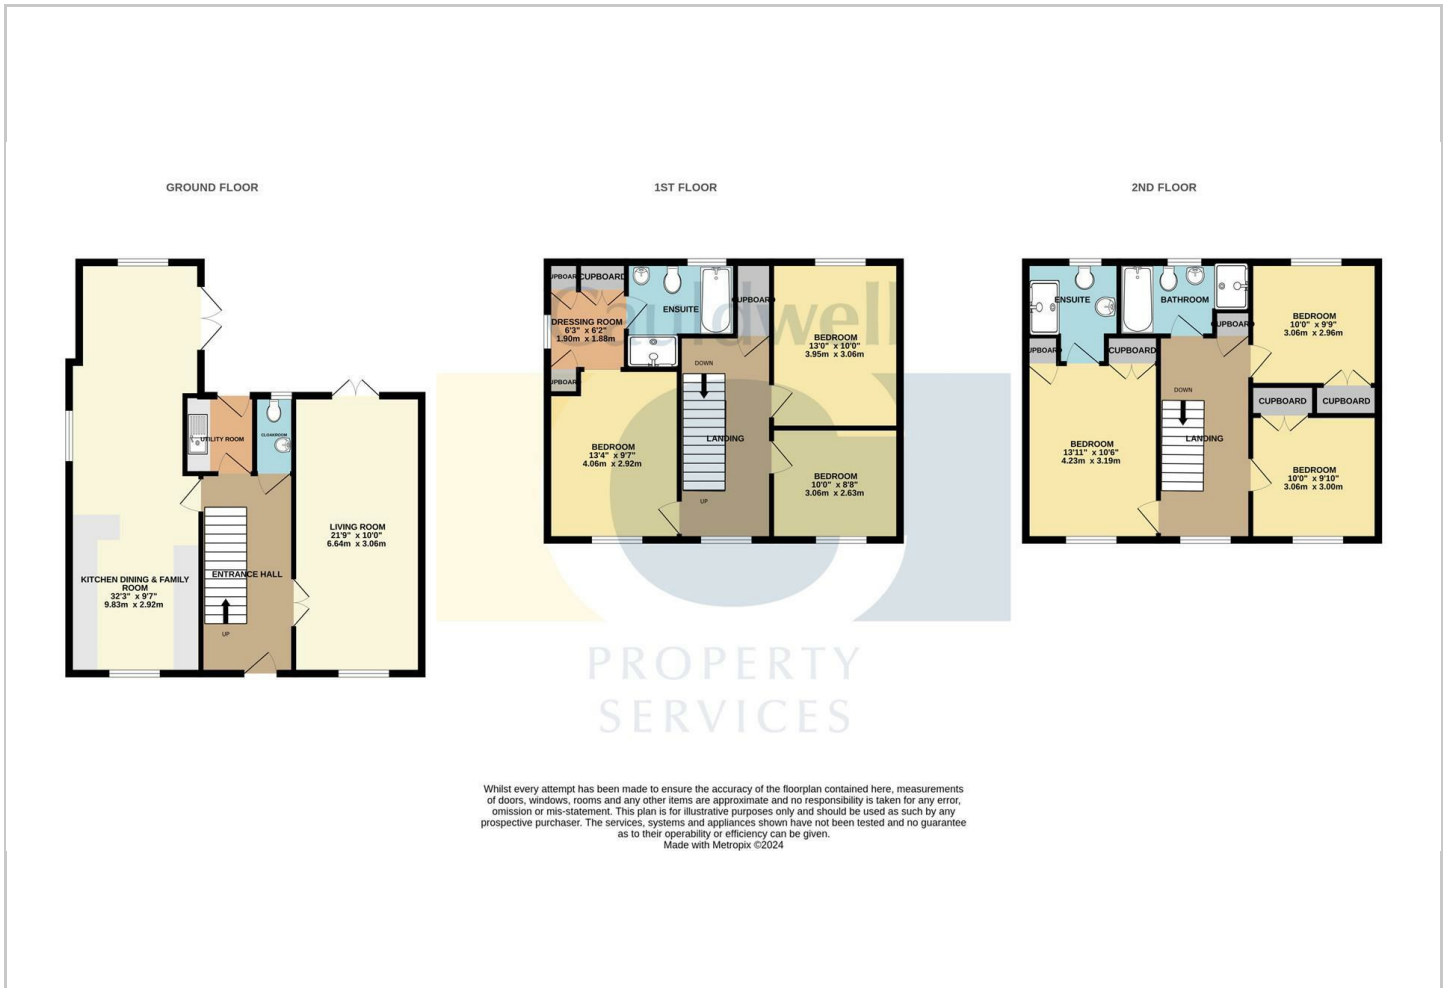 GROUND FLOOR
KITCHEN DINING & FAMILY
ROOM
32'3" x 9'7"
9.83m x 2.92m
UTILITY ROOM
CLOAKROOM
ENTRANCE HALL
UP
LIVING ROOM
21'9" x 10'0"
6.64m x 3.06m
1ST FLOOR
CUPBOARD
CUPBOARD
DRESSING ROOM
6'3" x 6'2"
1.90m x 1.88m
CUPBOARD
ENSUITE
CUPBOARD
BEDROOM
13'0" x 10'0"
3.95m x 3.06m
DOWN
LANDING
UP
BEDROOM
13'4" x 9'7"
4.06m x 2.92m
BEDROOM
10'0" x 8'8"
3.06m x 2.63m
2ND FLOOR
ENSUITE
BATHROOM
CUPBOARD
CUPBOARD
CUPBOARD
BEDROOM
10'0" x 9'9"
3.06m x 2.96m
DOWN
LANDING
CUPBOARD
CUPBOARD
BEDROOM
13'11" x 10'6"
4.23m x 3.19m
BEDROOM
10'0" x 9'10"
3.06m x 3.00m
Cauldwell
PROPERTY
SERVICES
Whilst every attempt has been made to ensure the accuracy of the floorplan contained here, measurements
of doors, windows, rooms and any other items are approximate and no responsibility is taken for any error,
omission or mis-statement. This plan is for illustrative purposes only and should be used as such by any
prospective purchaser. The services, systems and appliances shown have not been tested and no guarantee
as to their operability or efficiency can be given.
Made with Metropix ©2024